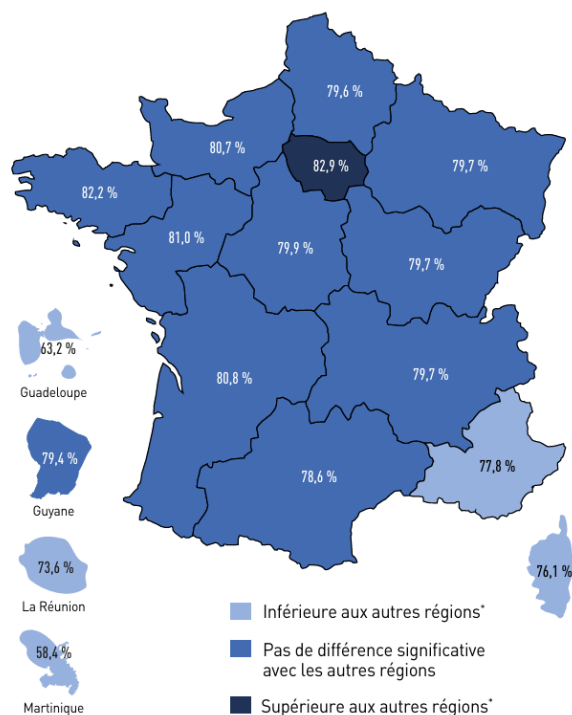 79,6 %
80,7 %
82,9 %
79,7 %
82,2 %
81,0 %
79,9 %
79,7 %
63,2 %
Guadeloupe
80,8 %
79,7 %
79,4 %
Guyane
78,6 %
77,8 %
73,6 %
La Réunion
76,1 %
58,4 %
Martinique
Inférieure aux autres régions*
Pas de différence significative
avec les autres régions
Supérieure aux autres régions*